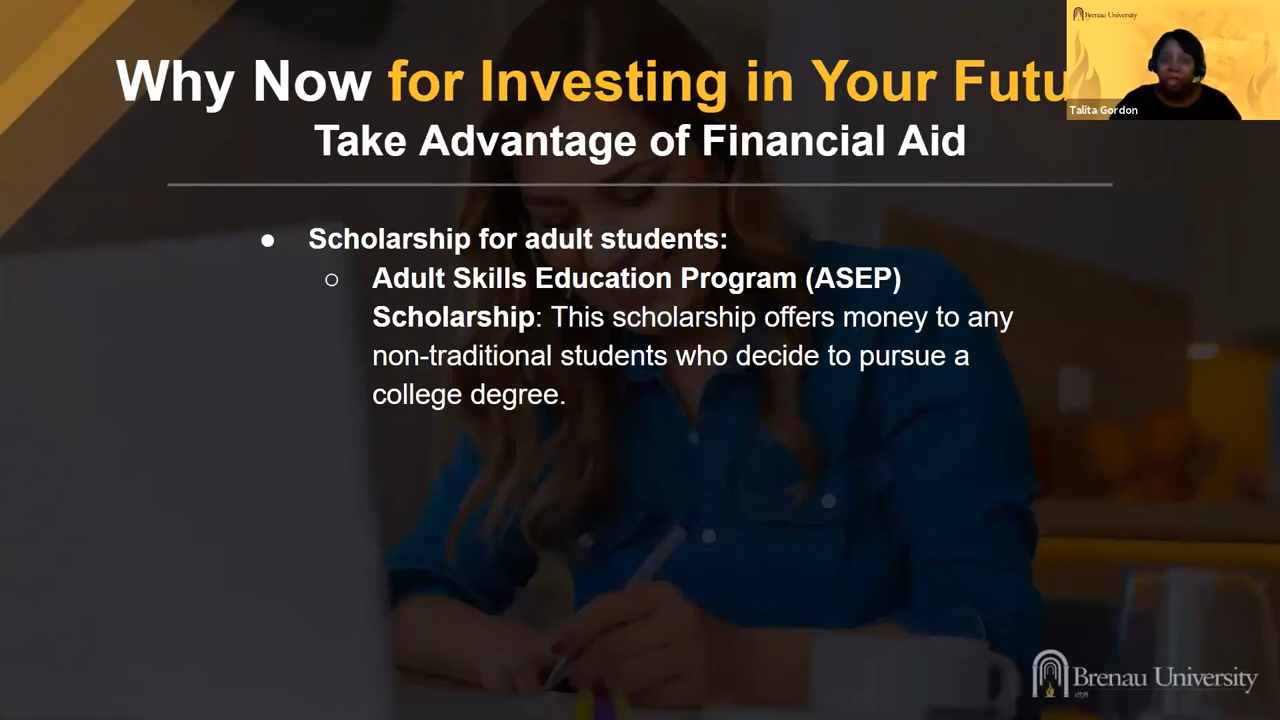 Why Now for Investing in Your Futu
Take Advantage of Financial Aid
Brenau University
Talita Gordon
● Scholarship for adult students:
○ Adult Skills Education Program (ASEP)
Scholarship: This scholarship offers money to any
non-traditional students who decide to pursue a
college degree.
Brenau University
1878